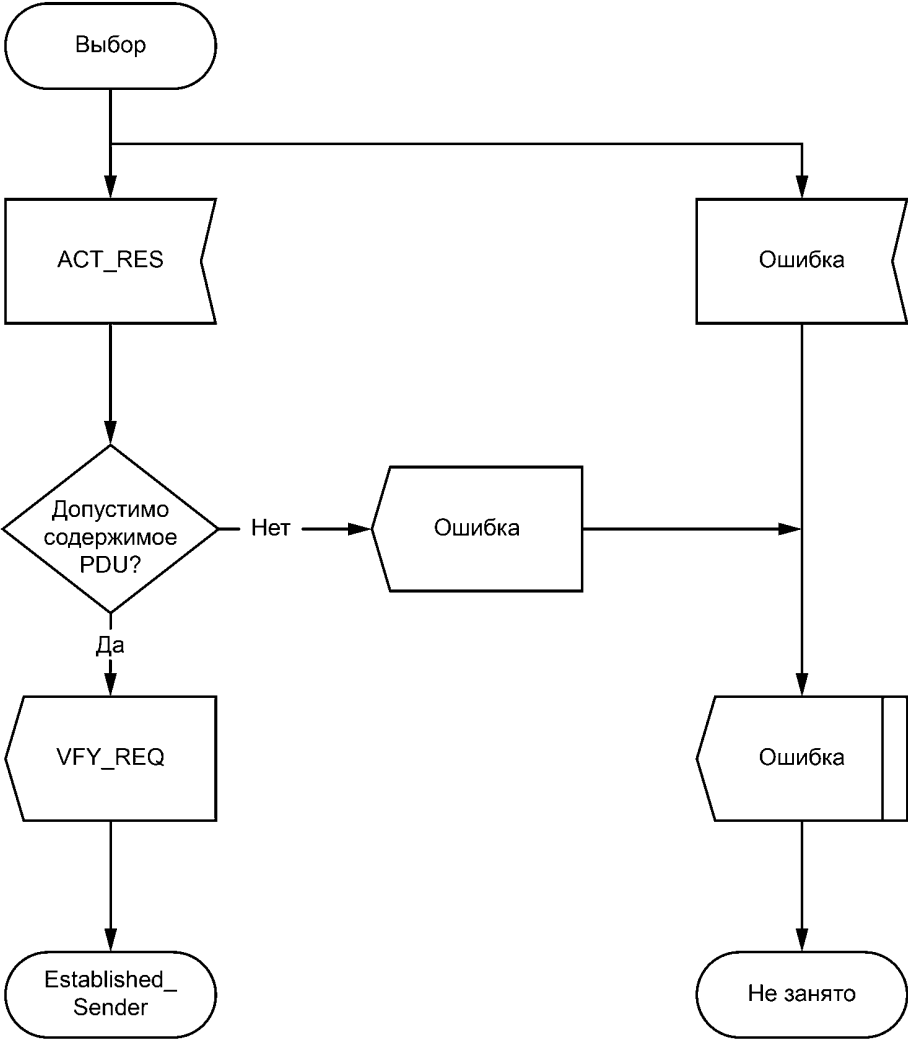 Выбор
ACT_RES
Ошибка
Допустимо
содержимое
PDU?
Нет
Ошибка
Да
VFY_REQ
Ошибка
Established_
Sender
Не занято